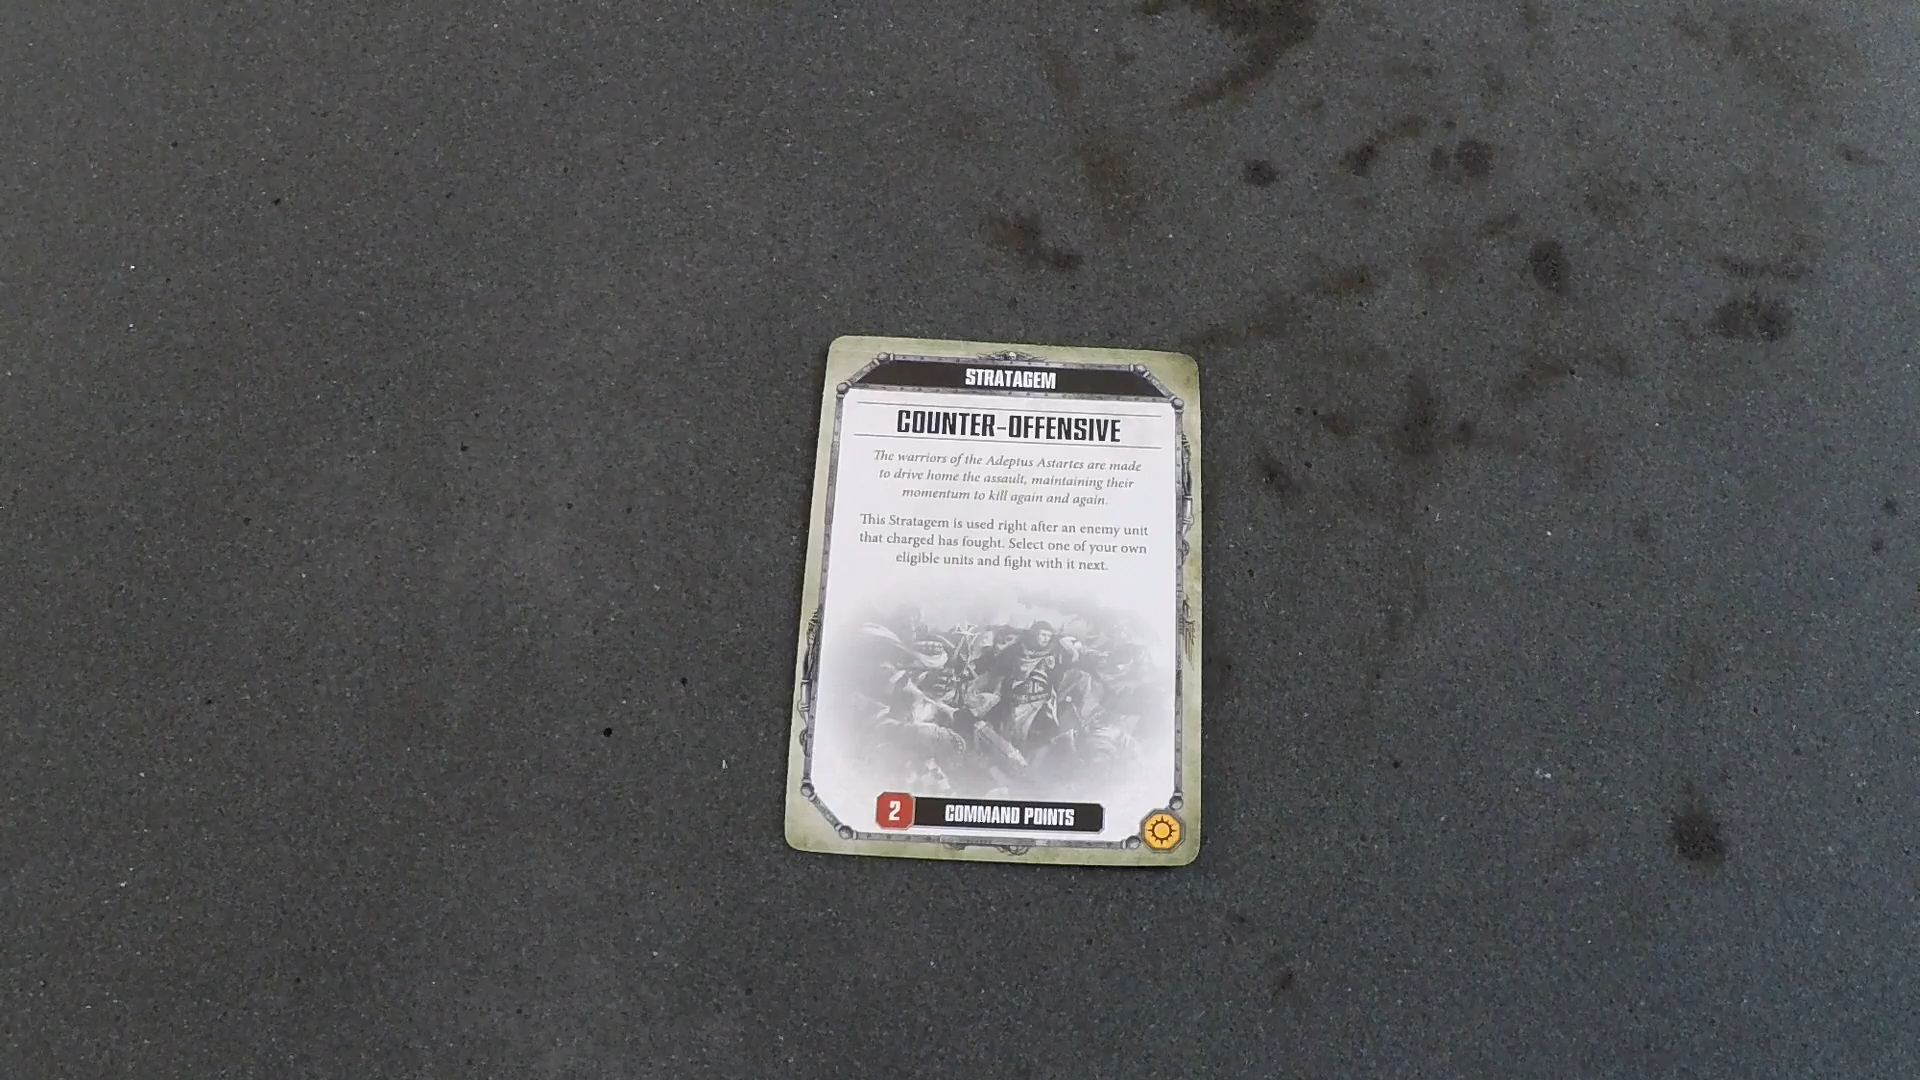 STRATAGEM
COUNTER-OFFENSIVE
The warriors of the Adeptus Astartes are made
to drive home the assault, maintaining their
momentum to kill again and again.
This Stratagem is used right after an enemy unit
that charged has fought. Select one of your own
eligible units and fight with it next.
2 COMMAND POINTS